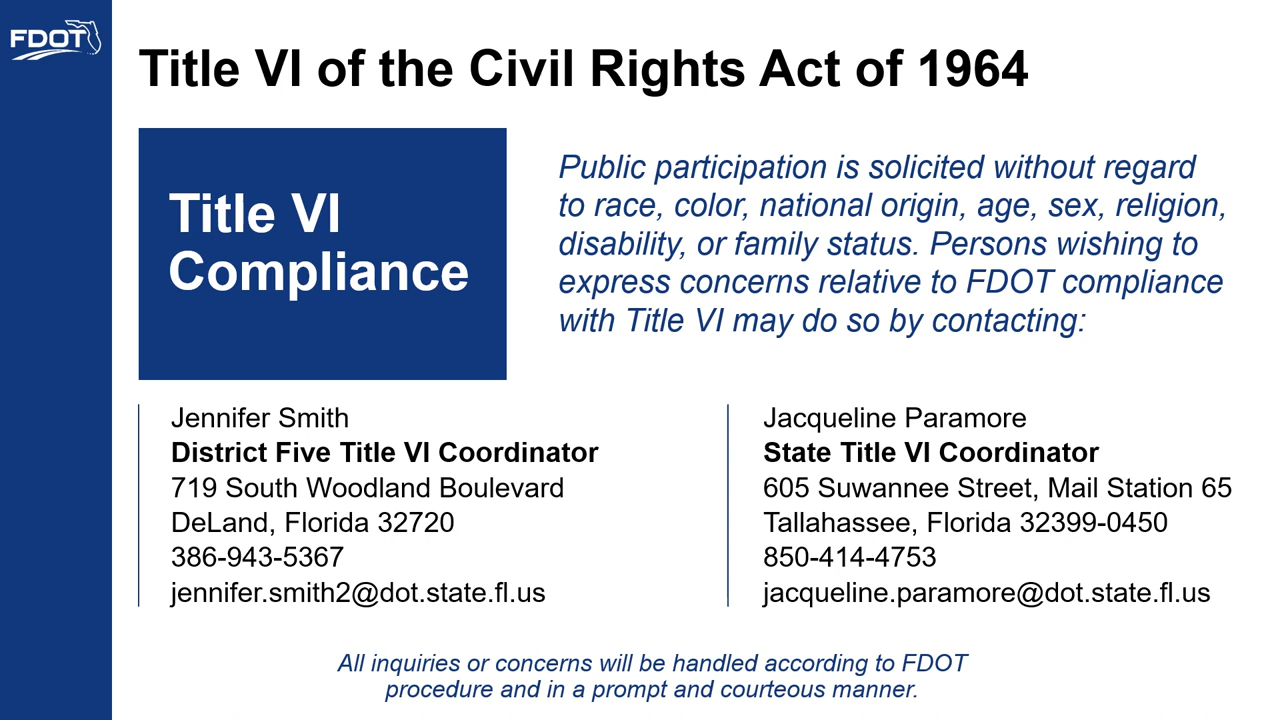 FDOT
Title VI of the Civil Rights Act of 1964
Title VI
Compliance
Public participation is solicited without regard
to race, color, national origin, age, sex, religion,
disability, or family status. Persons wishing to
express concerns relative to FDOT compliance
with Title VI may do so by contacting:
Jennifer Smith
District Five Title VI Coordinator
719 South Woodland Boulevard
DeLand, Florida 32720
386-943-5367
jennifer.smith2@dot.state.fl.us
Jacqueline Paramore
State Title VI Coordinator
605 Suwannee Street, Mail Station 65
Tallahassee, Florida 32399-0450
850-414-4753
jacqueline.paramore@dot.state.fl.us
All inquiries or concerns will be handled according to FDOT
procedure and in a prompt and courteous manner.